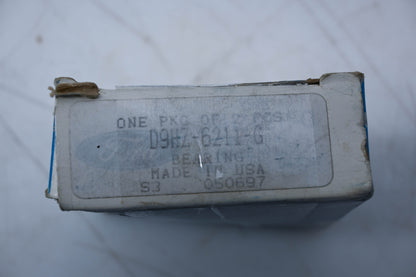 ONE PKG OF 2 PCS
D9HZ-6211-G
BEARING
MADE IN USA
S3 050697